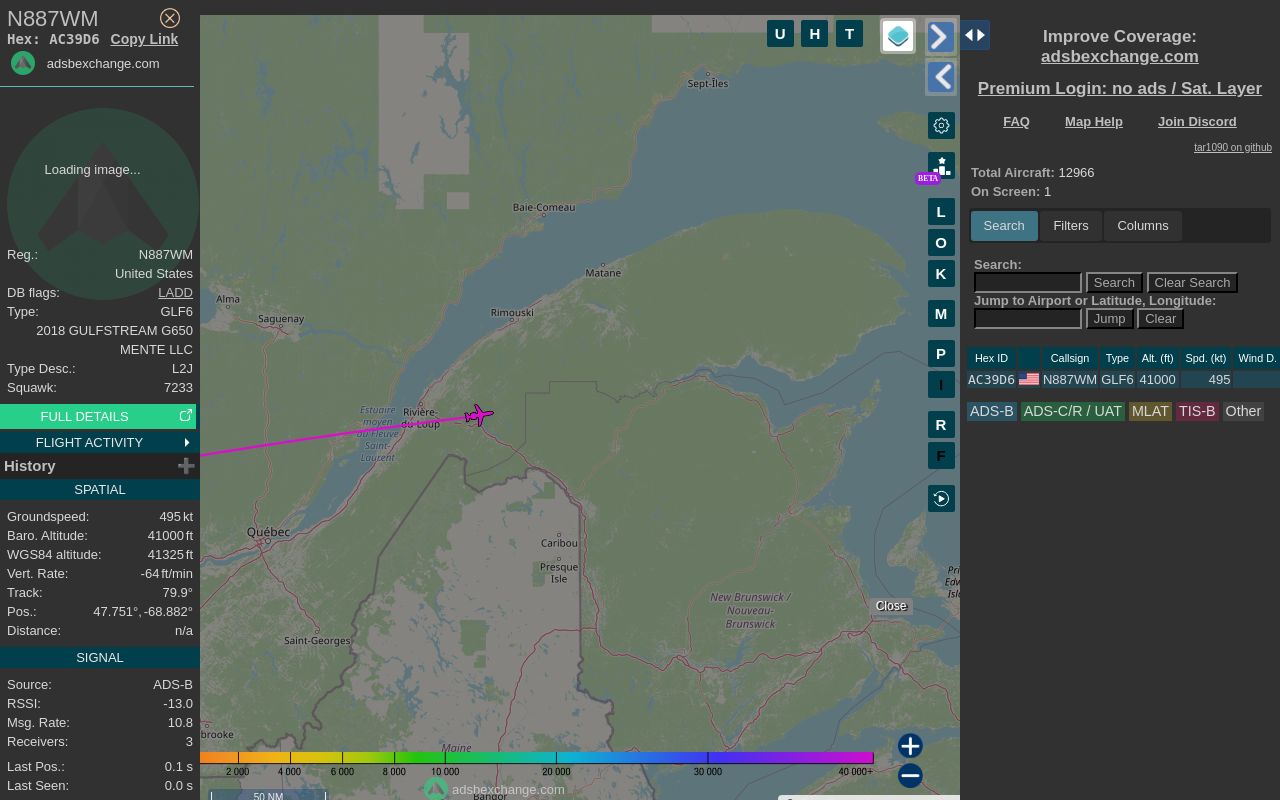 N887WM
Hex: AC39D6 Copy Link
adsbexchange.com
Loading image...
Reg.: N887WM
United States
DB flags: LADD
Type: GLF6
2018 GULFSTREAM G650
MENTE LLC
Type Desc.: L2J
Squawk: 7233
FULL DETAILS
FLIGHT ACTIVITY
History
SPATIAL
Groundspeed: 495 kt
Baro. Altitude: 41000 ft
WGS84 altitude: 41325 ft
Vert. Rate: -64 ft/min
Track: 79.9°
Pos.: 47.751°, -68.882°
Distance: n/a
SIGNAL
Source: ADS-B
RSSI: -13.0
Msg. Rate: 10.8
Receivers: 3
Last Pos.: 0.1 s
Last Seen: 0.0 s
U H T
Sept-Îles
BETA
Baie-Comeau
L
O
K
Matane
Alma
Saguenay
Rimouski
M
P
I
Estuaire
moyen
du Fleuve
Saint-
Laurent
Rivière-
du-Loup
R
F
Québec
Caribou
Presque
Isle
New Brunswick /
Nouveau-
Brunswick
Close
Saint-Georges
brooke
Maine
2 000 4 000 6 000 8 000 10 000 20 000 30 000 40 000+
adsbexchange.com
Bangor
50 NM
Improve Coverage:
adsbexchange.com
Premium Login: no ads / Sat. Layer
FAQ Map Help Join Discord
tar1090 on github
Total Aircraft: 12966
On Screen: 1
Search Filters Columns
Search:
Search Clear Search
Jump to Airport or Latitude, Longitude:
Jump Clear
Hex ID Callsign Type Alt. (ft) Spd. (kt) Wind D.
AC39D6 N887WM GLF6 41000 495
ADS-B ADS-C/R / UAT MLAT TIS-B Other